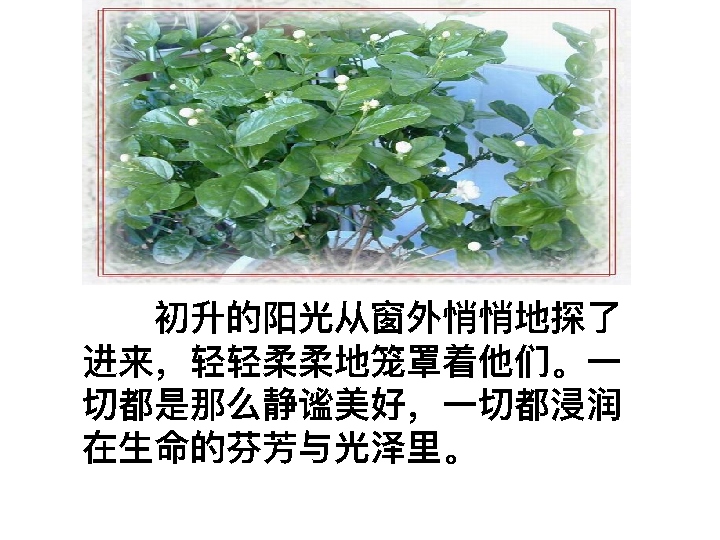 初升的阳光从窗外悄悄地探了
进来，轻轻柔柔地笼罩着他们。一
切都是那么静谧美好，一切都浸润
在生命的芬芳与光泽里。